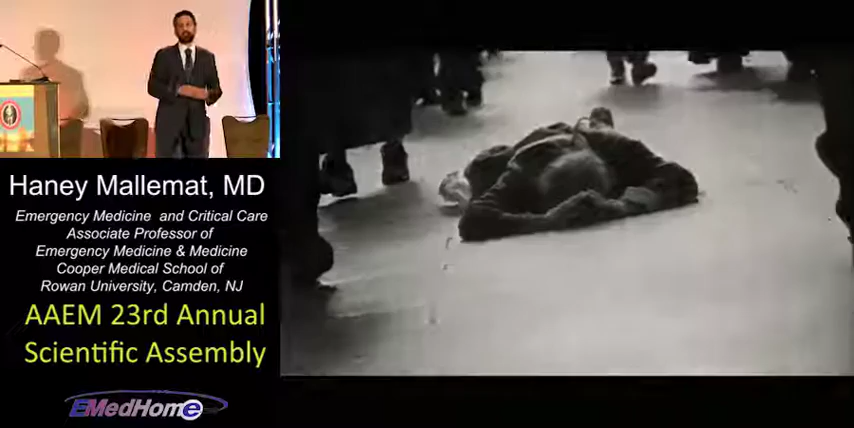 Haney Mallemat, MD
Emergency Medicine and Critical Care
Associate Professor of
Emergency Medicine & Medicine
Cooper Medical School of
Rowan University, Camden, NJ
AAEM 23rd Annual
Scientific Assembly
EMedHome